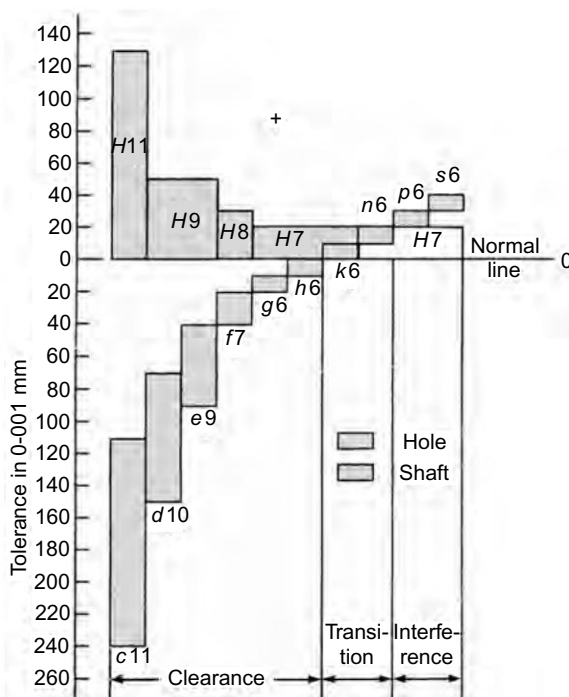 140
120
100
80
60
40
20
0
20
40
60
80
100
120
140
160
180
200
220
240
260
Tolerance in 0-001 mm
+
H11
H9
H8
H7
n6
p6
s6
H7
Normal
line
0
k6
h6
g6
f7
e9
d10
c11
Hole
Shaft
Clearance
Transi-
tion
Interfe-
rence